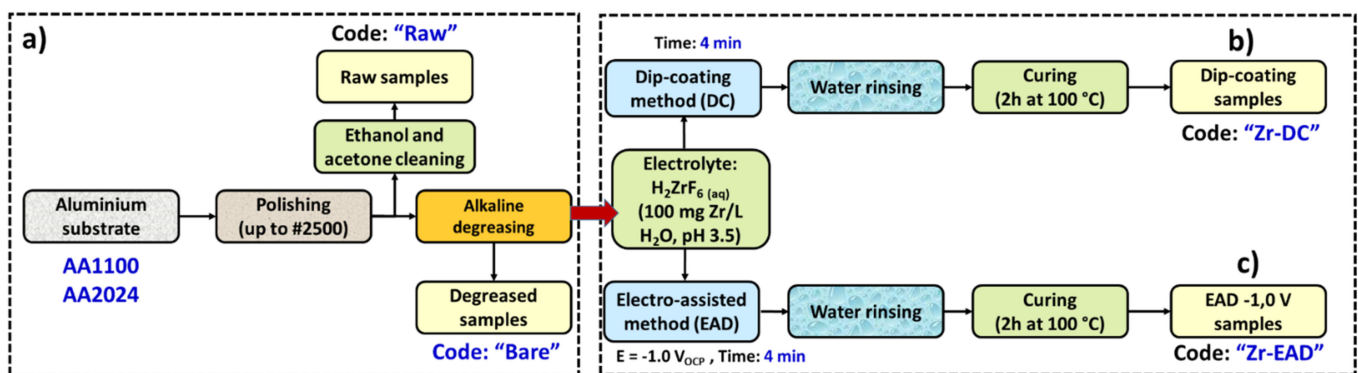 a)
Code: “Raw”
Raw samples
Ethanol and
acetone cleaning
Aluminium
substrate
Polishing
(up to #2500)
Alkaline
degreasing
AA1100
AA2024
Degreased
samples
Code: “Bare”
b)
Time: 4 min
Dip-coating
method (DC)
Water rinsing
Curing
(2h at 100 °C)
Dip-coating
samples
Code: “Zr-DC”
Electrolyte:
H₂ZrF₆ (aq)
(100 mg Zr/L
H₂O, pH 3.5)
c)
Electro-assisted
method (EAD)
Water rinsing
Curing
(2h at 100 °C)
EAD -1,0 V
samples
E = -1.0 V_OCP , Time: 4 min
Code: “Zr-EAD”